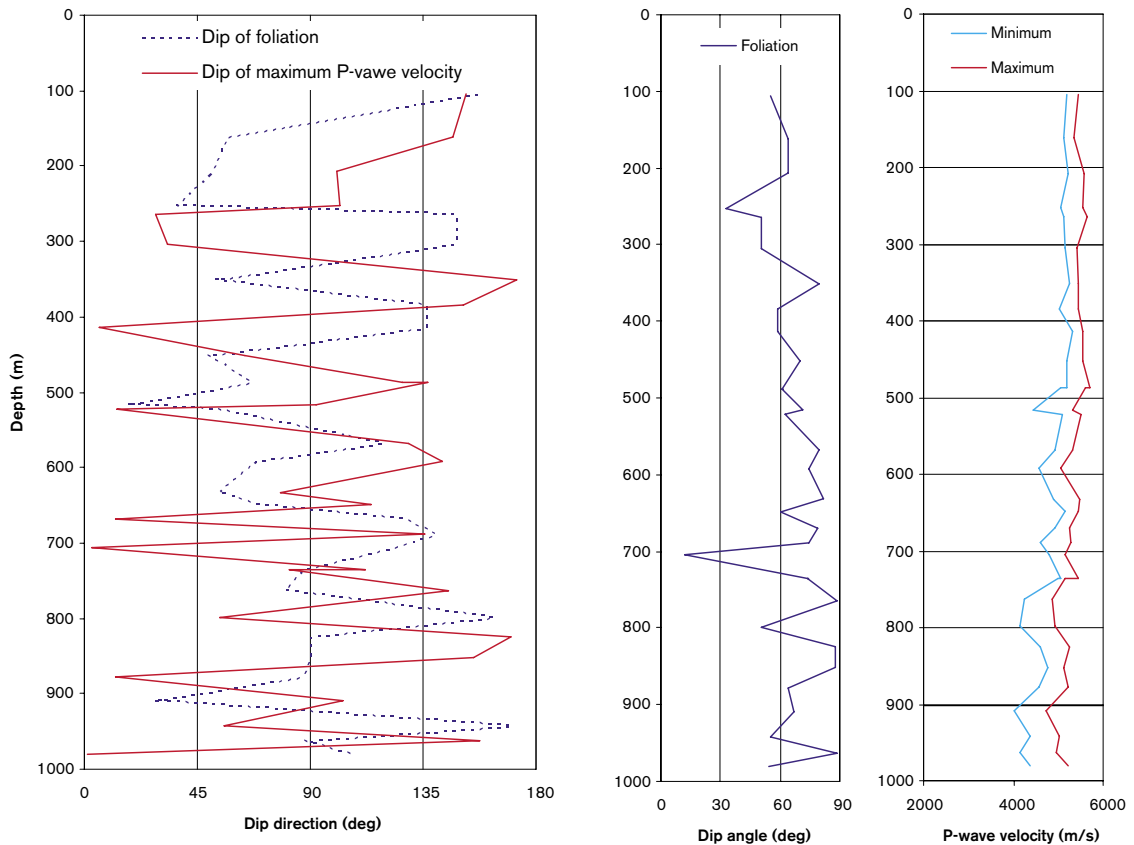 Dip of foliation
Dip of maximum P-vawe velocity
0
100
200
300
400
500
600
700
800
900
1000
Depth (m)
0 45 90 135 180
Dip direction (deg)
Foliation
0
100
200
300
400
500
600
700
800
900
1000
0 30 60 90
Dip angle (deg)
Minimum
Maximum
0
100
200
300
400
500
600
700
800
900
1000
2000 4000 6000
P-wave velocity (m/s)